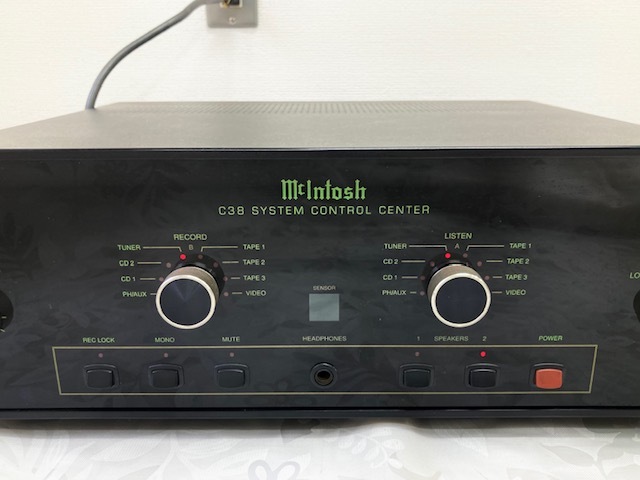 McIntosh
C38 SYSTEM CONTROL CENTER
RECORD
TUNER B TAPE 1
CD 2 TAPE 2
CD 1 TAPE 3
PH/AUX VIDEO
SENSOR
LISTEN
TUNER A TAPE 1
CD 2 TAPE 2
CD 1 TAPE 3
PH/AUX VIDEO
REC LOCK MONO MUTE HEADPHONES 1 SPEAKERS 2 POWER